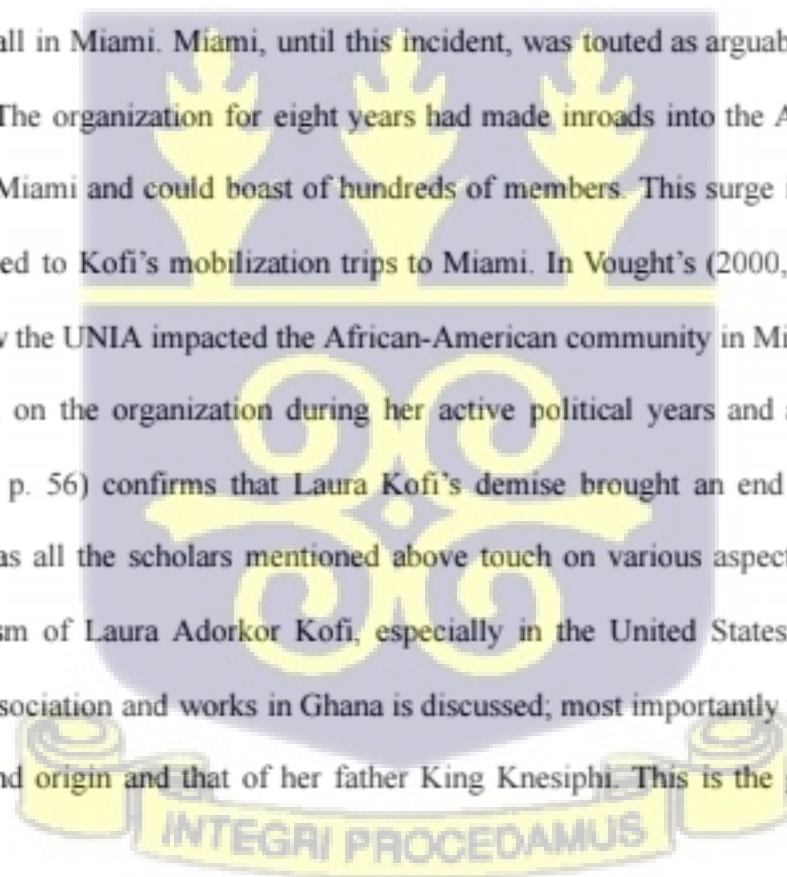 all in Miami. Miami, until this incident, was touted as arguab
The organization for eight years had made inroads into the A
Miami and could boast of hundreds of members. This surge i
ed to Kofi’s mobilization trips to Miami. In Vought’s (2000,
w the UNIA impacted the African-American community in Mi
on the organization during her active political years and a
p. 56) confirms that Laura Kofi’s demise brought an end
as all the scholars mentioned above touch on various aspect
sm of Laura Adorkor Kofi, especially in the United States
ssociation and works in Ghana is discussed; most importantly
nd origin and that of her father King Knesiphi. This is the g
INTEGRI PROCEDAMUS